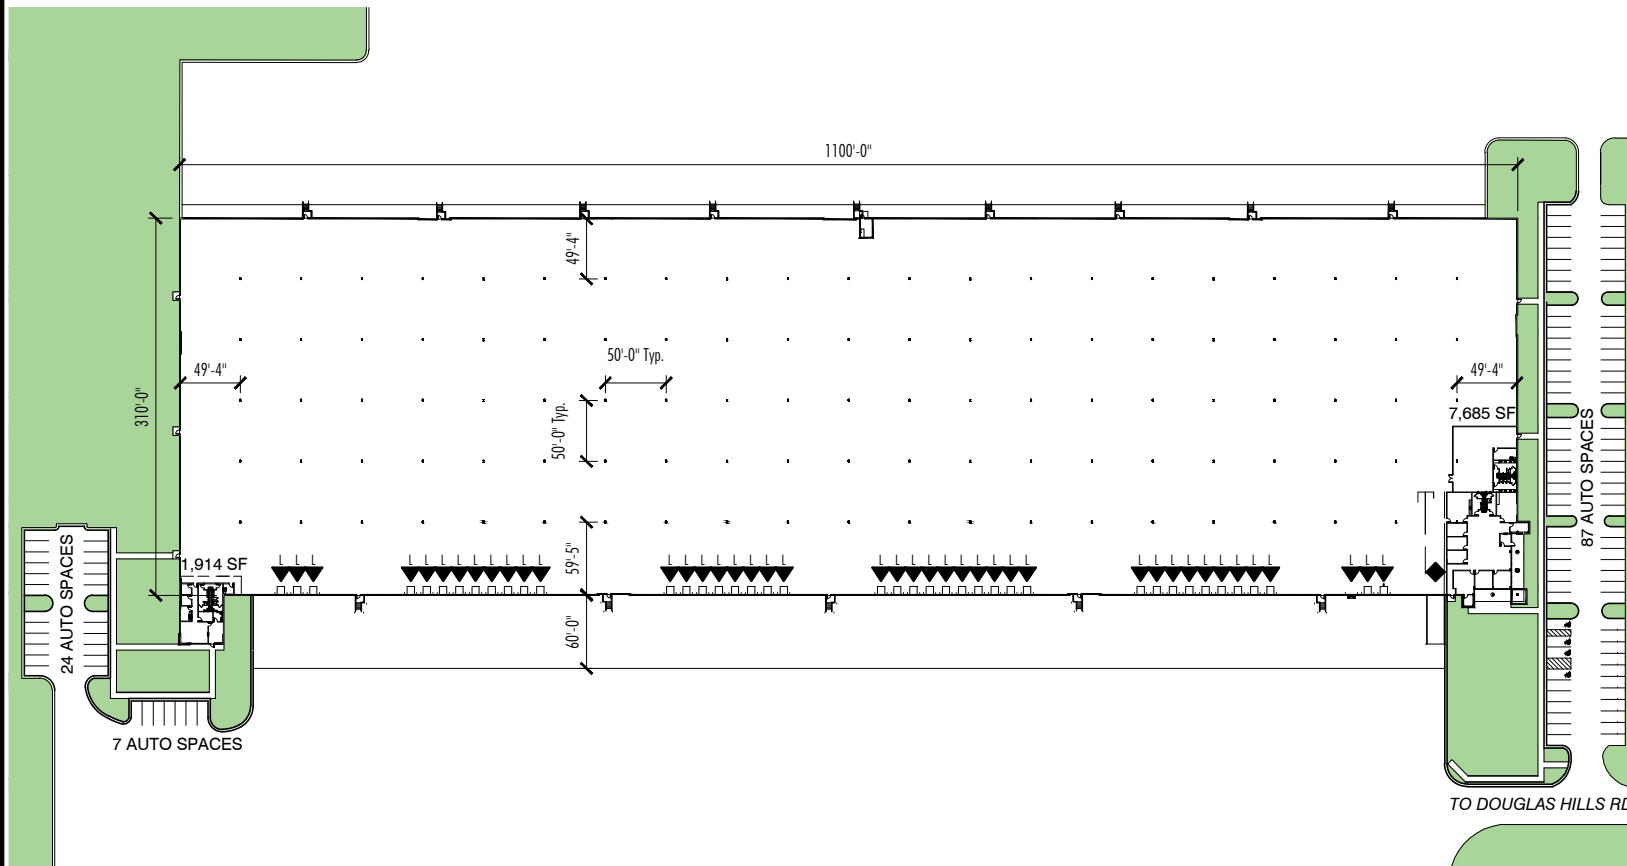 1100'-0"
49'-4"
50'-0" Typ.
49'-4"
49'-4"
310'-0"
50'-0" Typ.
7,685 SF
87 AUTO SPACES
59'-5"
1,914 SF
24 AUTO SPACES
60'-0"
7 AUTO SPACES
TO DOUGLAS HILLS RD